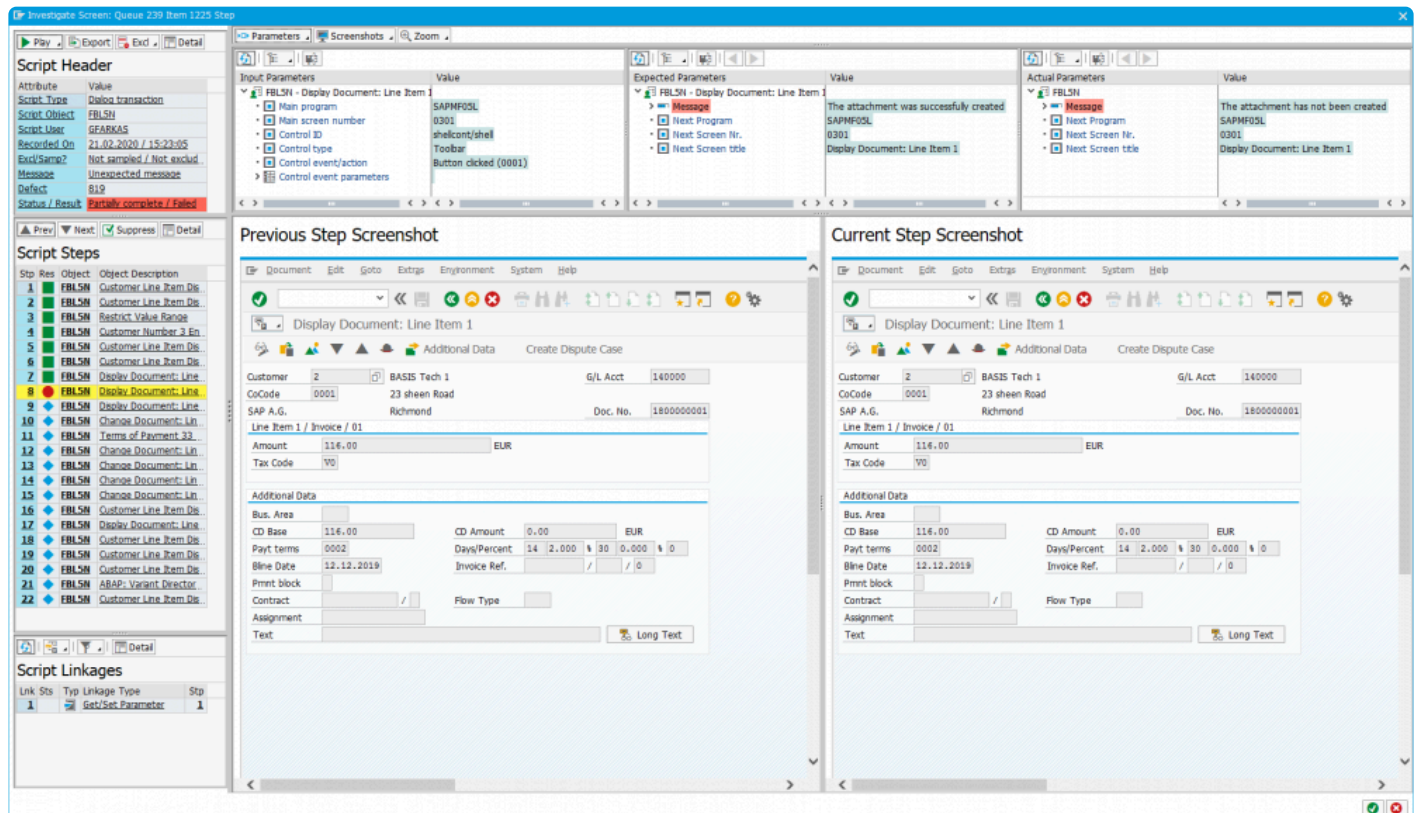 Investigate Screen: Queue 239 Item 1225 Step
Play Export Excl Detail
Script Header
Attribute Value
Script Type Dialog transaction
Script Object FBL5N
Script User GFARKAS
Recorded On 21.02.2020 / 15:23:05
Excl/Samp? Not sampled / Not exclud
Message Unexpected message
Defect 819
Status / Result Partially complete / Failed
Parameters Screenshots Zoom
Input Parameters Value
FBL5N - Display Document: Line Item 1
Main program SAPMF05L
Main screen number 0301
Control ID shellcont/shell
Control type Toolbar
Control event/action Button clicked (0001)
Control event parameters
Expected Parameters Value
FBL5N - Display Document: Line Item 1
Message The attachment was successfully created
Next Program SAPMF05L
Next Screen Nr. 0301
Next Screen title Display Document: Line Item 1
Actual Parameters Value
FBL5N
Message The attachment has not been created
Next Program SAPMF05L
Next Screen Nr. 0301
Next Screen title Display Document: Line Item 1
Prev Next Suppress Detail
Script Steps
Stp Res Object Object Description
1 FBL5N Customer Line Item Dis
2 FBL5N Customer Line Item Dis
3 FBL5N Restrict Value Range
4 FBL5N Customer Number 3 En
5 FBL5N Customer Line Item Dis
6 FBL5N Customer Line Item Dis
7 FBL5N Display Document: Line
8 FBL5N Display Document: Line
9 FBL5N Display Document: Line
10 FBL5N Change Document: Lin
11 FBL5N Terms of Payment 33
12 FBL5N Change Document: Lin
13 FBL5N Change Document: Lin
14 FBL5N Change Document: Lin
15 FBL5N Change Document: Lin
16 FBL5N Customer Line Item Dis
17 FBL5N Display Document: Line
18 FBL5N Customer Line Item Dis
19 FBL5N Customer Line Item Dis
20 FBL5N Customer Line Item Dis
21 FBL5N ABAP: Variant Director
22 FBL5N Customer Line Item Dis
Detail
Script Linkages
Lnk Sts Typ Linkage Type Stp
1 Get/Set Parameter 1
Previous Step Screenshot
Document Edit Goto Extras Environment System Help
Display Document: Line Item 1
Additional Data Create Dispute Case
Customer 2 BASIS Tech 1 G/L Acct 140000
CoCode 0001 23 sheen Road
SAP A.G. Richmond Doc. No. 1800000001
Line Item 1 / Invoice / 01
Amount 116.00 EUR
Tax Code V0
Additional Data
Bus. Area
CD Base 116.00 CD Amount 0.00 EUR
Payt terms 0002 Days/Percent 14 2.000 % 30 0.000 % 0
Bline Date 12.12.2019 Invoice Ref. / / 0
Pmnt block
Contract / Flow Type
Assignment
Text Long Text
Current Step Screenshot
Document Edit Goto Extras Environment System Help
Display Document: Line Item 1
Additional Data Create Dispute Case
Customer 2 BASIS Tech 1 G/L Acct 140000
CoCode 0001 23 sheen Road
SAP A.G. Richmond Doc. No. 1800000001
Line Item 1 / Invoice / 01
Amount 116.00 EUR
Tax Code V0
Additional Data
Bus. Area
CD Base 116.00 CD Amount 0.00 EUR
Payt terms 0002 Days/Percent 14 2.000 % 30 0.000 % 0
Bline Date 12.12.2019 Invoice Ref. / / 0
Pmnt block
Contract / Flow Type
Assignment
Text Long Text